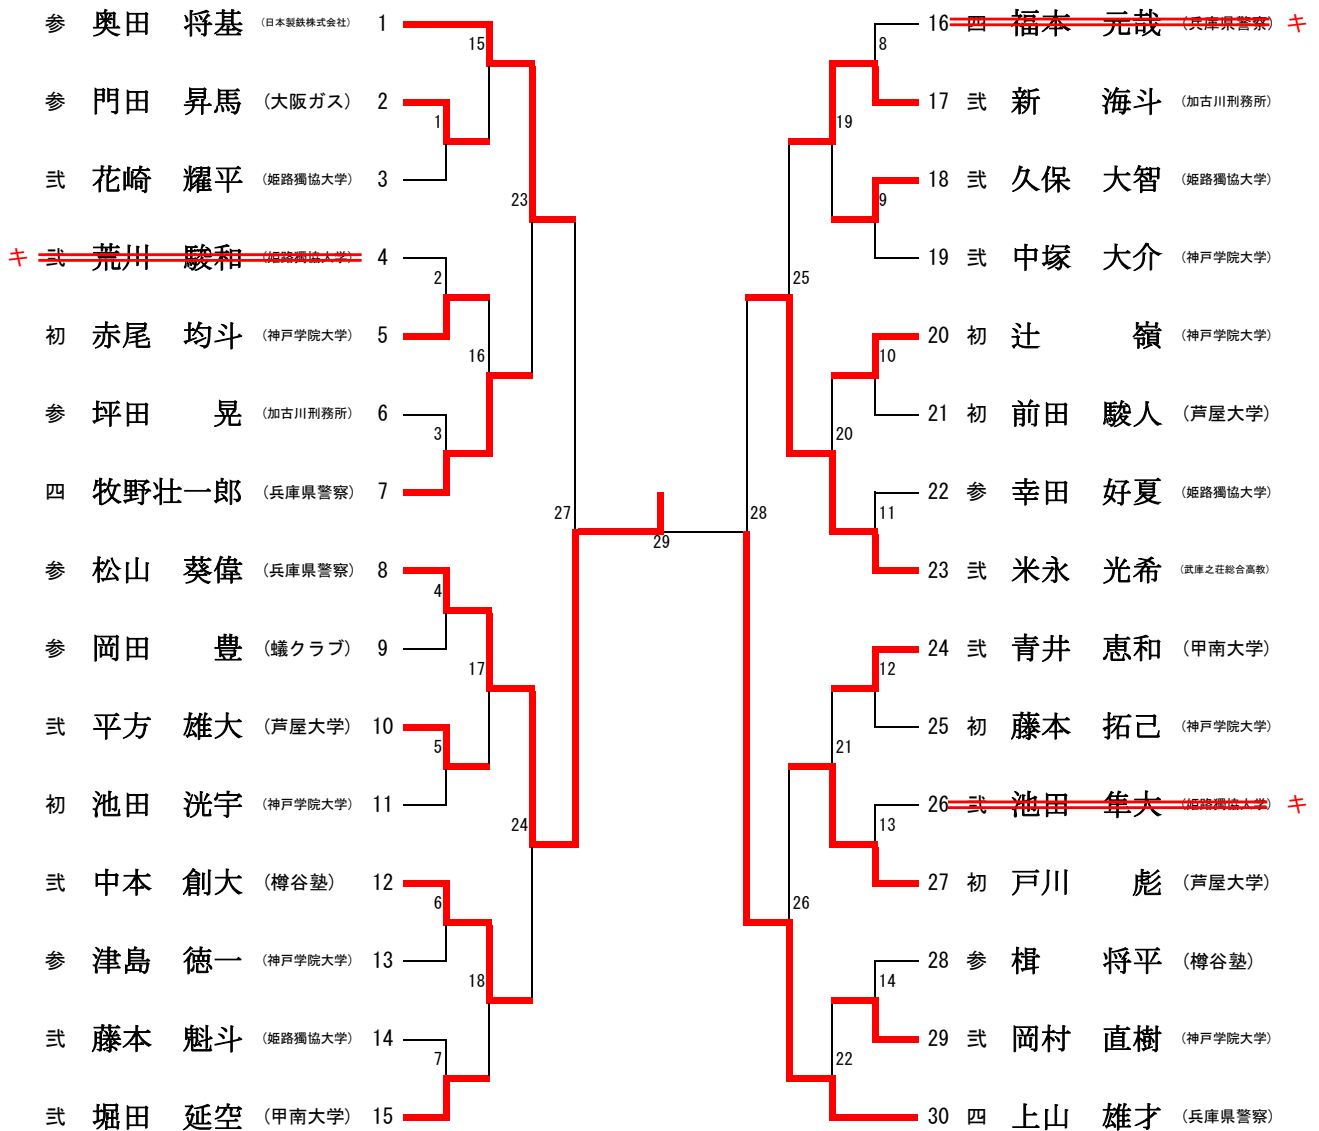 参 奥田 将基 (日本製鉄株式会社) 1
参 門田 昇馬 (大阪ガス) 2
弐 花崎 耀平 (姫路獨協大学) 3
キ 弐 荒川 駿和 (姫路獨協大学) 4
初 赤尾 均斗 (神戸学院大学) 5
参 坪田 晃 (加古川刑務所) 6
四 牧野壮一郎 (兵庫県警察) 7
参 松山 葵偉 (兵庫県警察) 8
参 岡田 豊 (蟻クラブ) 9
弐 平方 雄大 (芦屋大学) 10
初 池田 洸宇 (神戸学院大学) 11
弐 中本 創大 (樽谷塾) 12
参 津島 徳一 (神戸学院大学) 13
弐 藤本 魁斗 (姫路獨協大学) 14
弐 堀田 延空 (甲南大学) 15
15
1
23
2
16
3
27
4
17
5
24
6
18
7
29
28
8
19
9
25
10
20
11
12
21
13
26
14
22
16 四 福本 元哉 (兵庫県警察) キ
17 弐 新 海斗 (加古川刑務所)
18 弐 久保 大智 (姫路獨協大学)
19 弐 中塚 大介 (神戸学院大学)
20 初 辻 嶺 (神戸学院大学)
21 初 前田 駿人 (芦屋大学)
22 参 幸田 好夏 (姫路獨協大学)
23 弐 米永 光希 (武庫之荘総合高教)
24 弐 青井 恵和 (甲南大学)
25 初 藤本 拓己 (神戸学院大学)
26 弐 池田 隼大 (姫路獨協大学) キ
27 初 戸川 彪 (芦屋大学)
28 参 楫 将平 (樽谷塾)
29 弐 岡村 直樹 (神戸学院大学)
30 四 上山 雄才 (兵庫県警察)